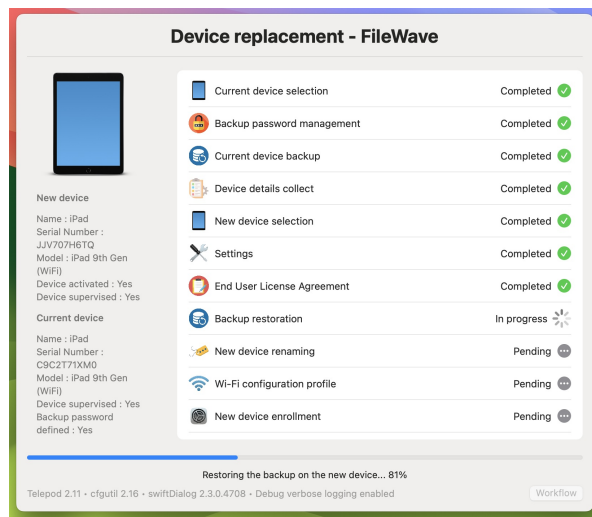 Device replacement - FileWave
Current device selection Completed
Backup password management Completed
Current device backup Completed
Device details collect Completed
New device selection Completed
Settings Completed
End User License Agreement Completed
Backup restoration In progress
New device renaming Pending
Wi-Fi configuration profile Pending
New device enrollment Pending
New device
Name : iPad
Serial Number :
JJV707H6TQ
Model : iPad 9th Gen
(WiFi)
Device activated : Yes
Device supervised : Yes
Current device
Name : iPad
Serial Number :
C9C2T71XM0
Model : iPad 9th Gen
(WiFi)
Device supervised : Yes
Backup password
defined : Yes
Restoring the backup on the new device... 81%
Telepod 2.11 • cfgutil 2.16 • swiftDialog 2.3.0.4708 • Debug verbose logging enabled
Workflow